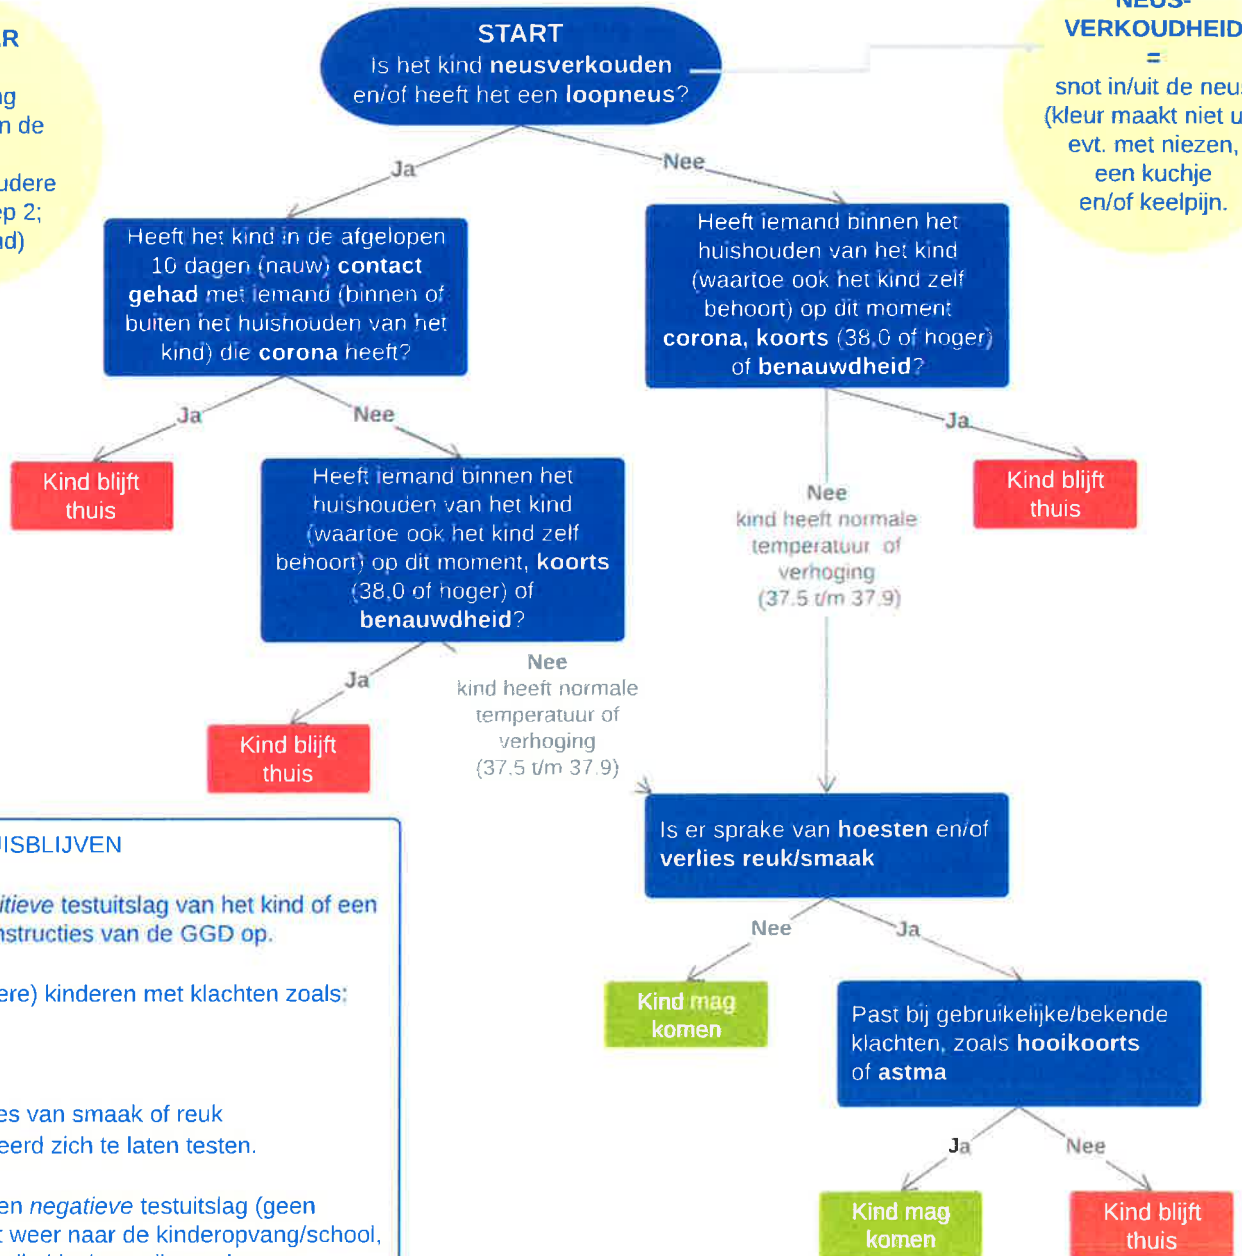 START
Is het kind neusverkouden
en/of heeft het een loopneus?
NEUS-
VERKOUDHEID
=
snot in/uit de neus
(kleur maakt niet u
evt. met niezen,
een kuchje
en/of keelpijn.
ER
ng
n de
udere
ep 2;
nd)
Ja
Nee
Heeft het kind in de afgelopen
10 dagen (nauw) contact
gehad met iemand (binnen of
buiten het huishouden van het
kind) die corona heeft?
Heeft iemand binnen het
huishouden van het kind
(waartoe ook het kind zelf
behoort) op dit moment
corona, koorts (38,0 of hoger)
of benauwdheid?
Ja
Nee
Ja
Kind blijft
thuis
Heeft iemand binnen het
huishouden van het kind
(waartoe ook het kind zelf
behoort) op dit moment, koorts
(38,0 of hoger) of
benauwdheid?
Nee
kind heeft normale
temperatuur of
verhoging
(37.5 t/m 37.9)
Kind blijft
thuis
Ja
Nee
kind heeft normale
temperatuur of
verhoging
(37.5 t/m 37.9)
Kind blijft
thuis
Is er sprake van hoesten en/of
verlies reuk/smaak
Nee
Ja
Kind mag
komen
Past bij gebruikelijke/bekende
klachten, zoals hooikoorts
of astma
Ja
Nee
Kind mag
komen
Kind blijft
thuis
UISBLIJVEN
itieve testuitslag van het kind of een
nstructies van de GGD op.
ere) kinderen met klachten zoals:
es van smaak of reuk
eerd zich te laten testen.
en negatieve testuitslag (geen
t weer naar de kinderopvang/school,